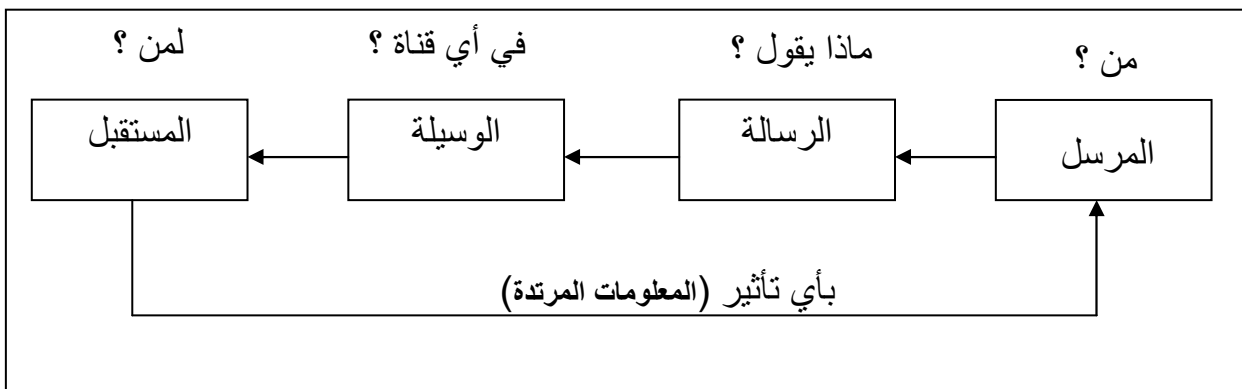 من ؟
ماذا يقول ؟
في أي قناة ؟
لمن ؟
المرسل
الرسالة
الوسيلة
المستقبل
بأي تأثير (المعلومات المرتدة)